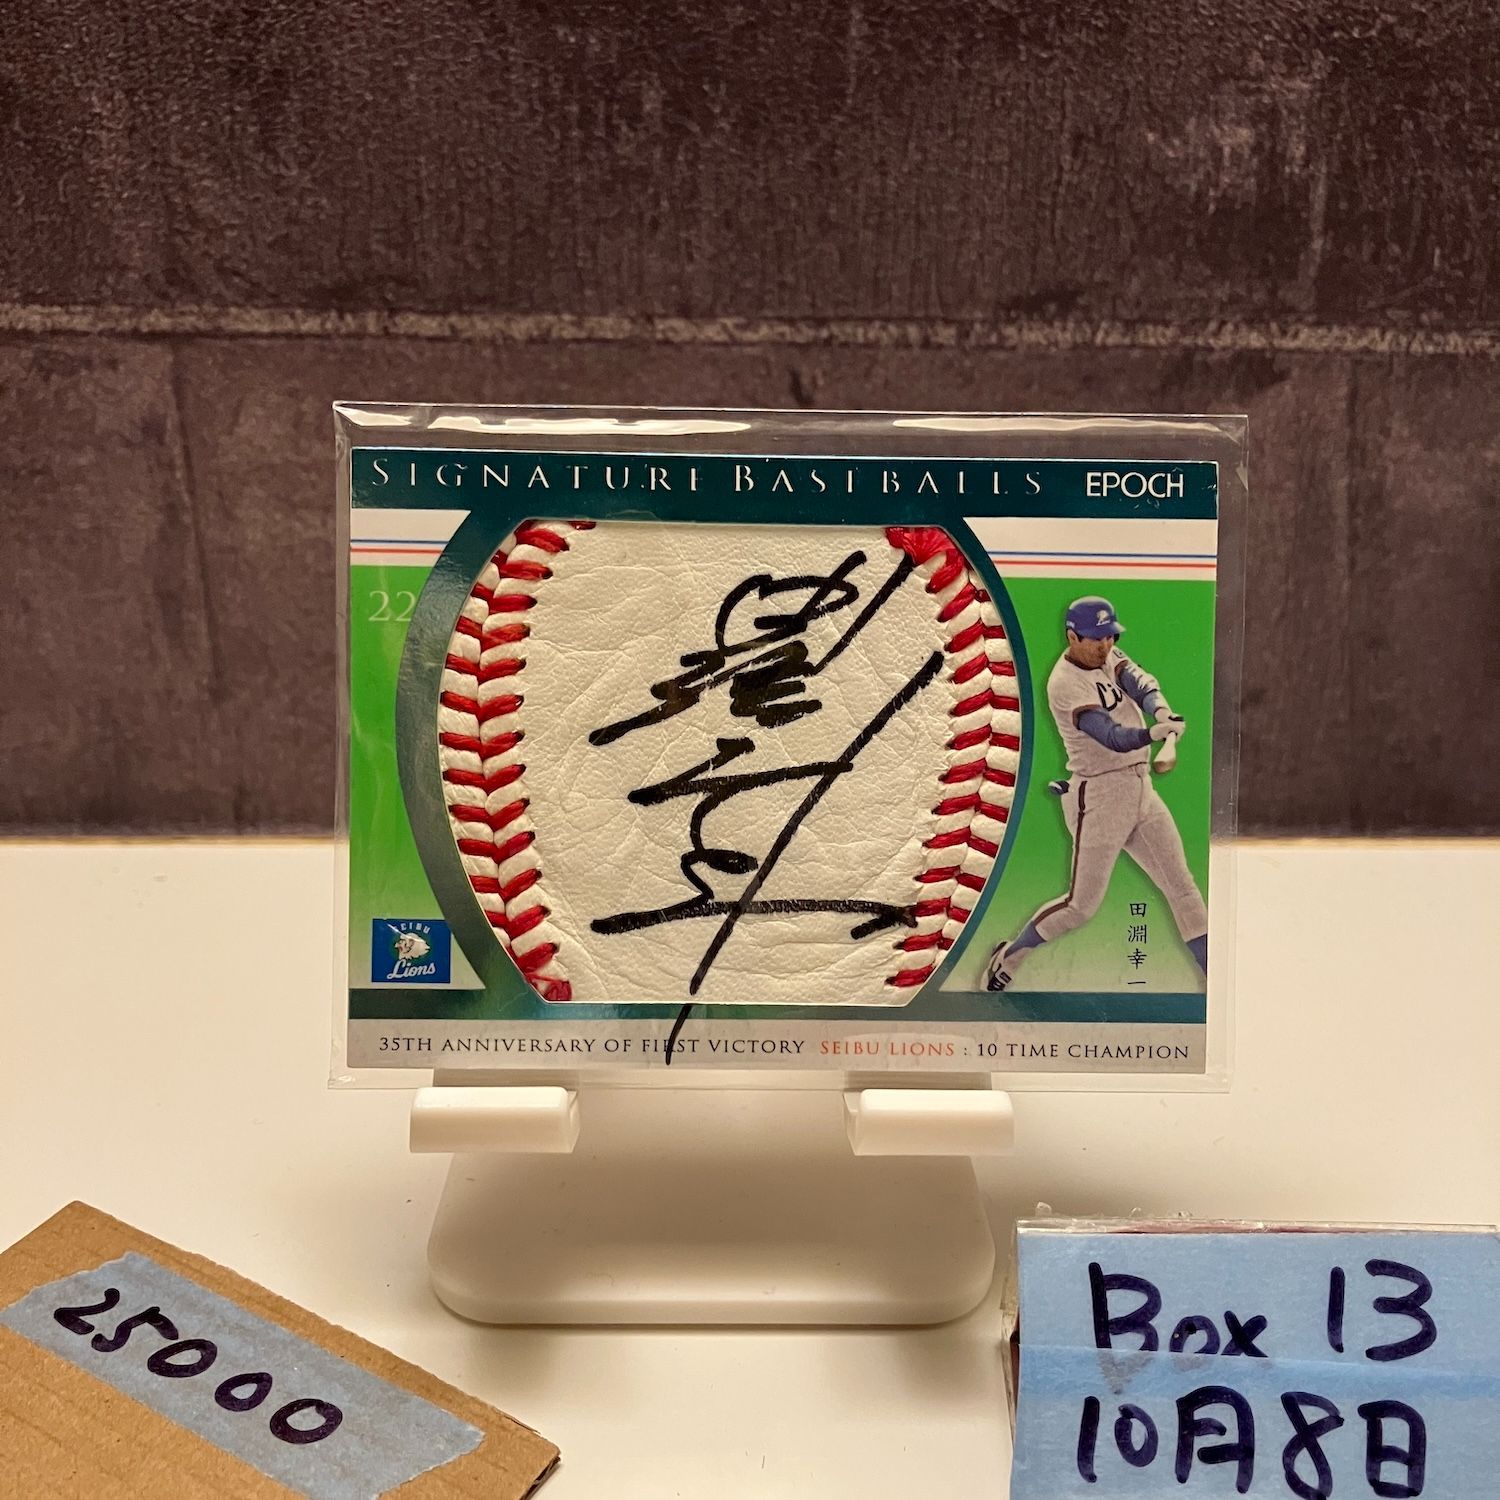 SIGNATURE BASEBALLS EPOCH
22
SEIBU
Lions
Li
田淵幸一
35TH ANNIVERSARY OF FIRST VICTORY SEIBU LIONS : 10 TIME CHAMPION
25000
Box 13
10月8日